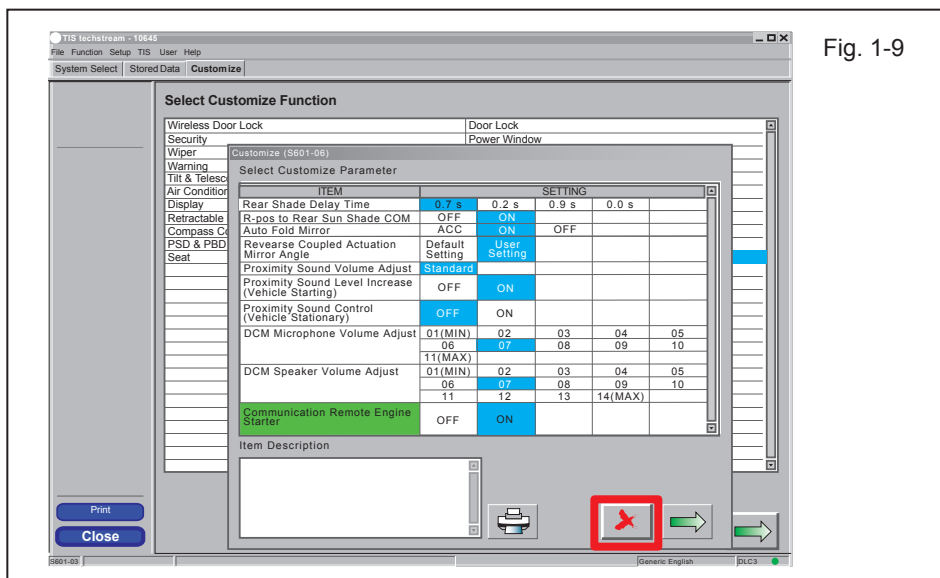 Fig. 1-9
TIS techstream - 10645
File Function Setup TIS User Help
System Select Stored Data Customize
Select Customize Function
Wireless Door Lock Door Lock
Security Power Window
Wiper
Warning
Tilt & Telesco
Air Condition
Display
Retractable
Compass Co
PSD & PBD
Seat
Customize (S601-06)
Select Customize Parameter
ITEM SETTING
Rear Shade Delay Time 0.7 s 0.2 s 0.9 s 0.0 s
R-pos to Rear Sun Shade COM OFF ON
Auto Fold Mirror ACC ON OFF
Revearse Coupled Actuation Default User
Mirror Angle Setting Setting
Proximity Sound Volume Adjust Standard
Proximity Sound Level Increase
(Vehicle Starting) OFF ON
Proximity Sound Control
(Vehicle Stationary) OFF ON
DCM Microphone Volume Adjust 01(MIN) 02 03 04 05
06 07 08 09 10
11(MAX)
DCM Speaker Volume Adjust 01(MIN) 02 03 04 05
06 07 08 09 10
11 12 13 14(MAX)
Communication Remote Engine
Starter OFF ON
Item Description
Print
Close
S601-03 Generic English DLC3